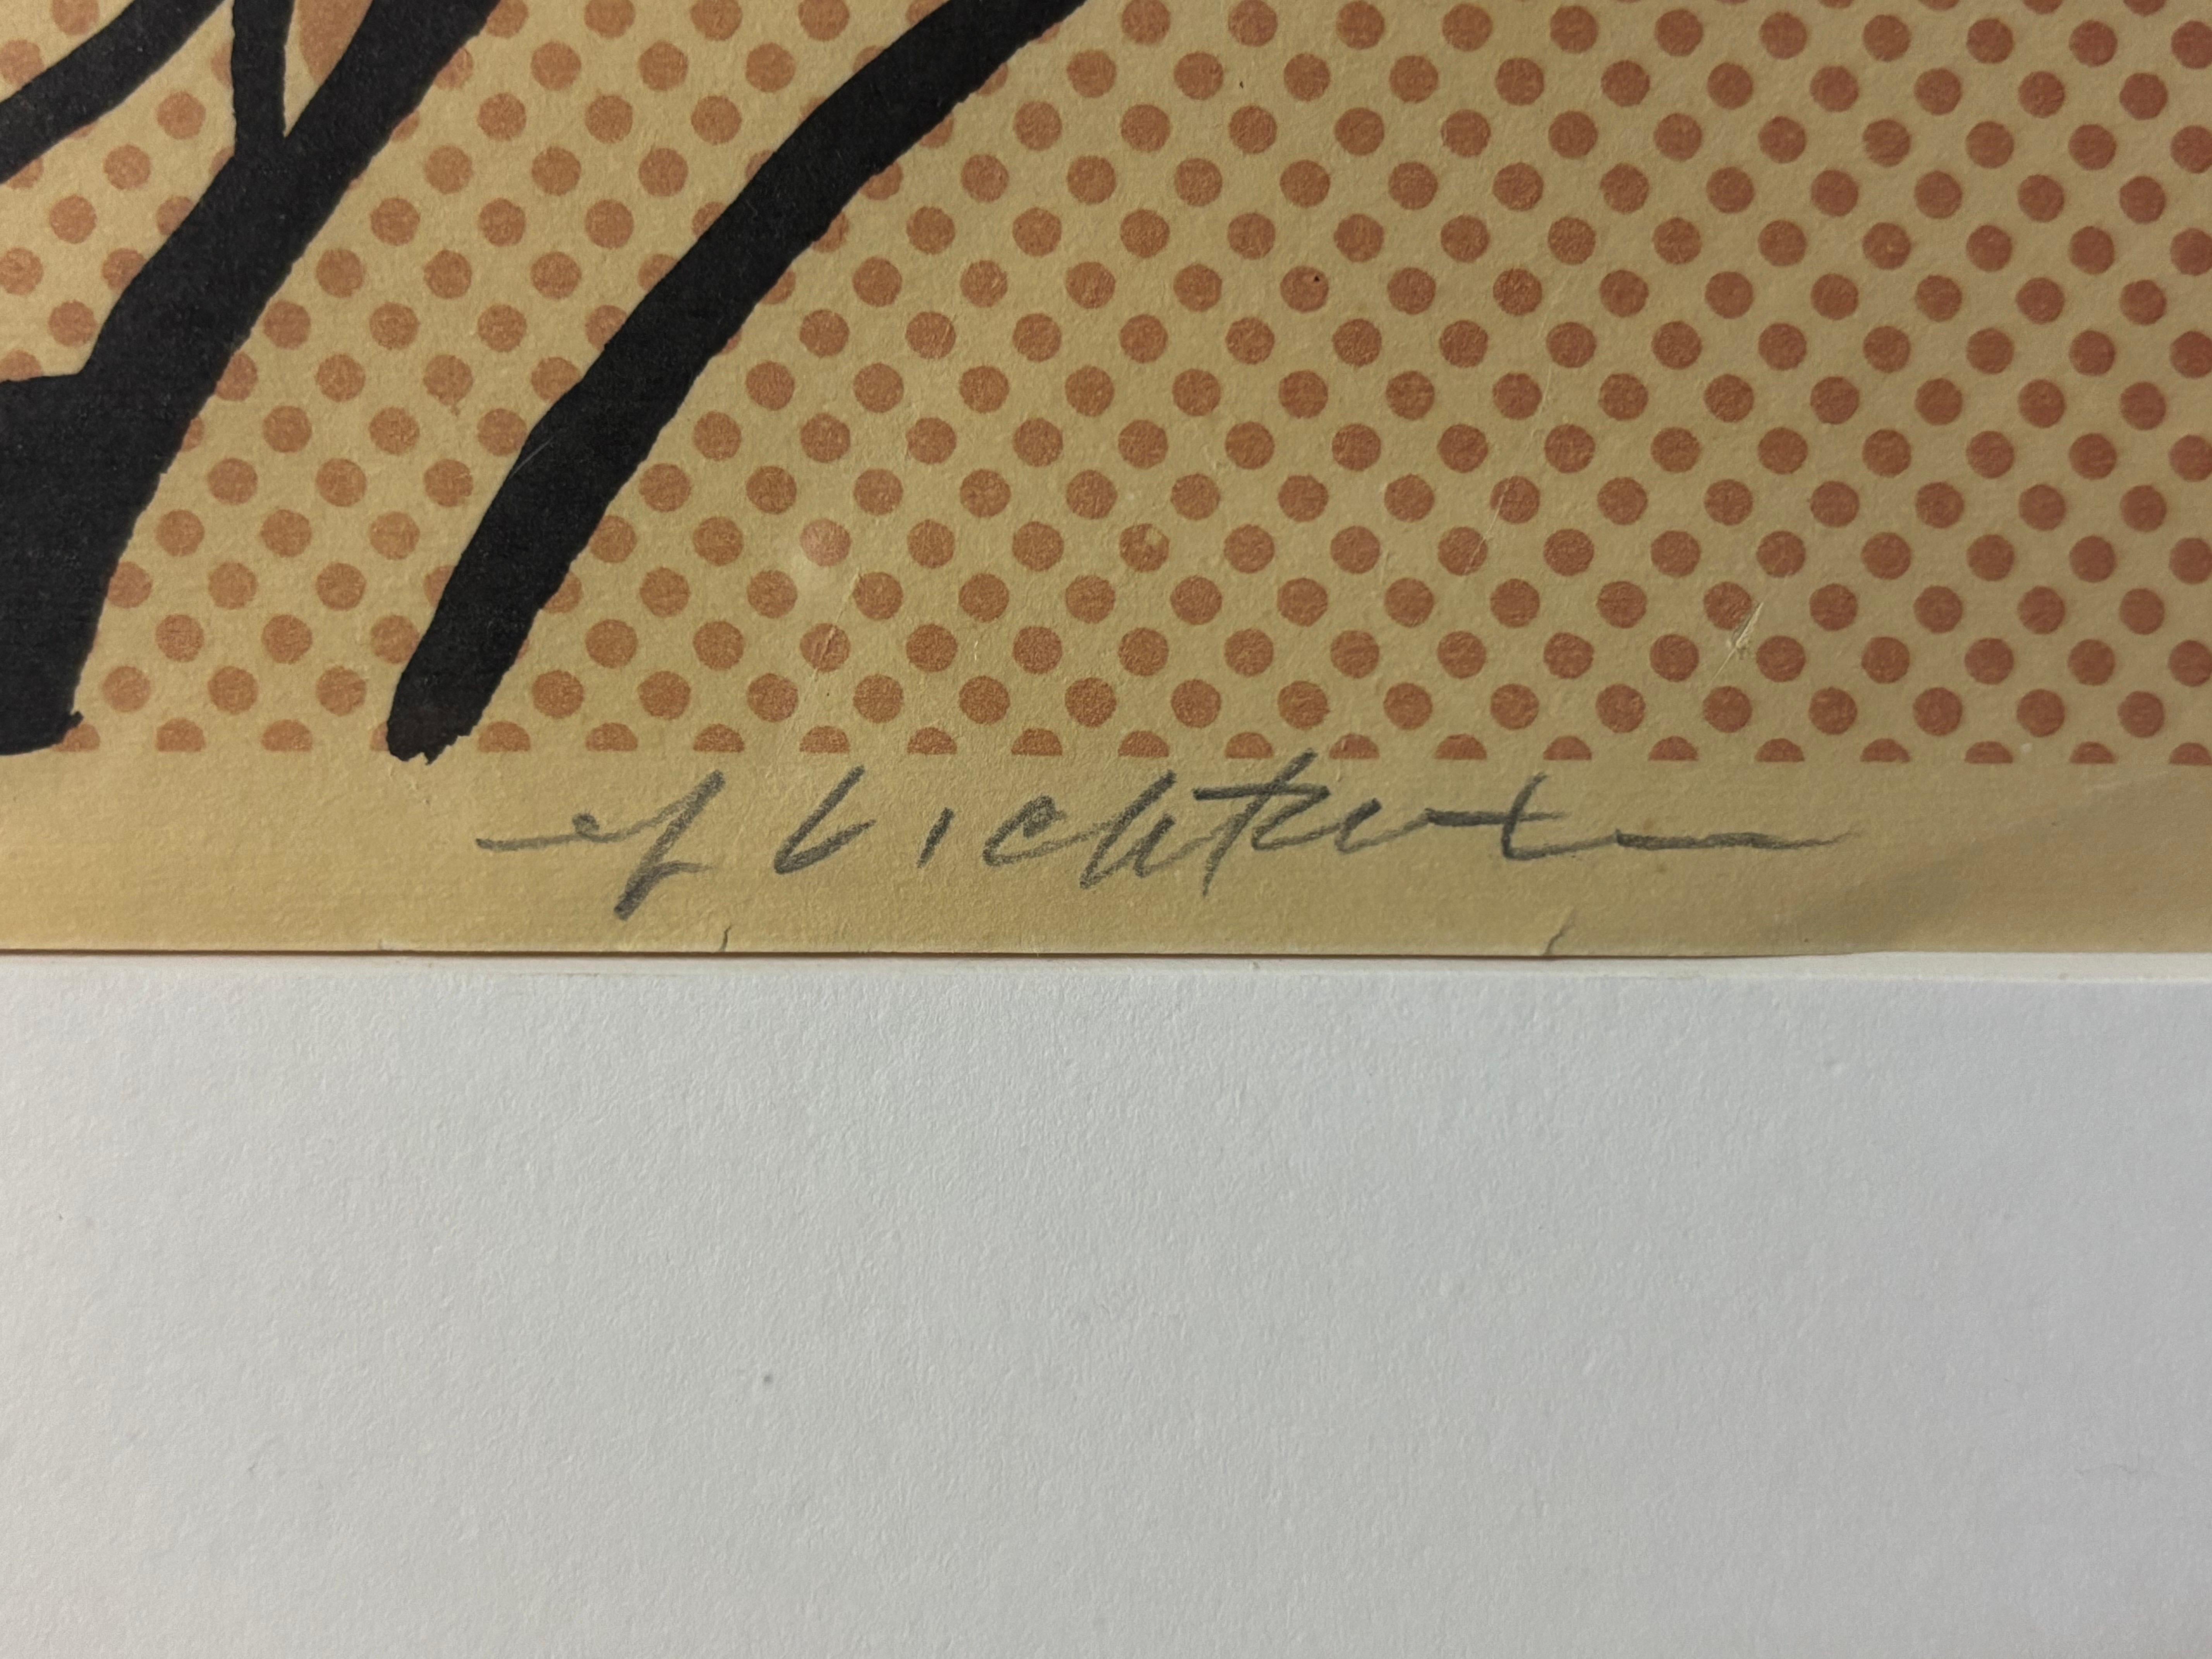 rf Lichtenstein